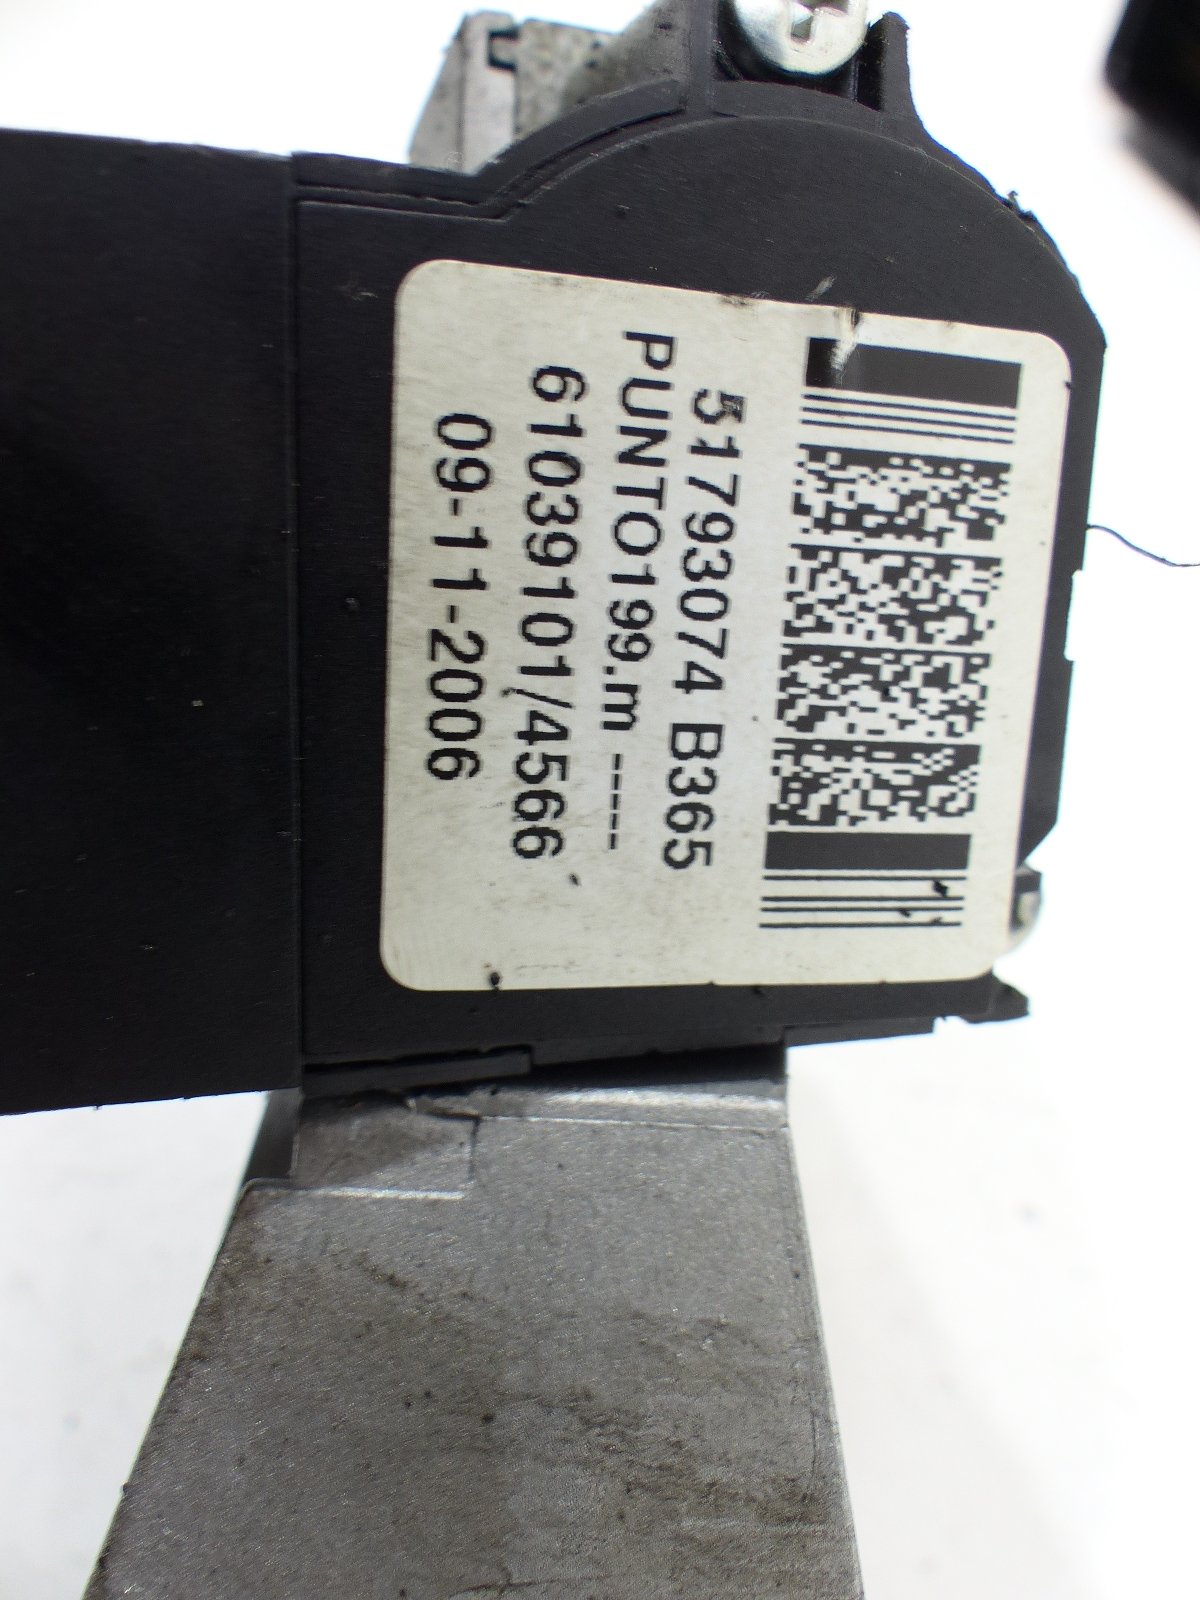 51793074 B365
PUNTO199.m -----
61039101/4566
09-11-2006